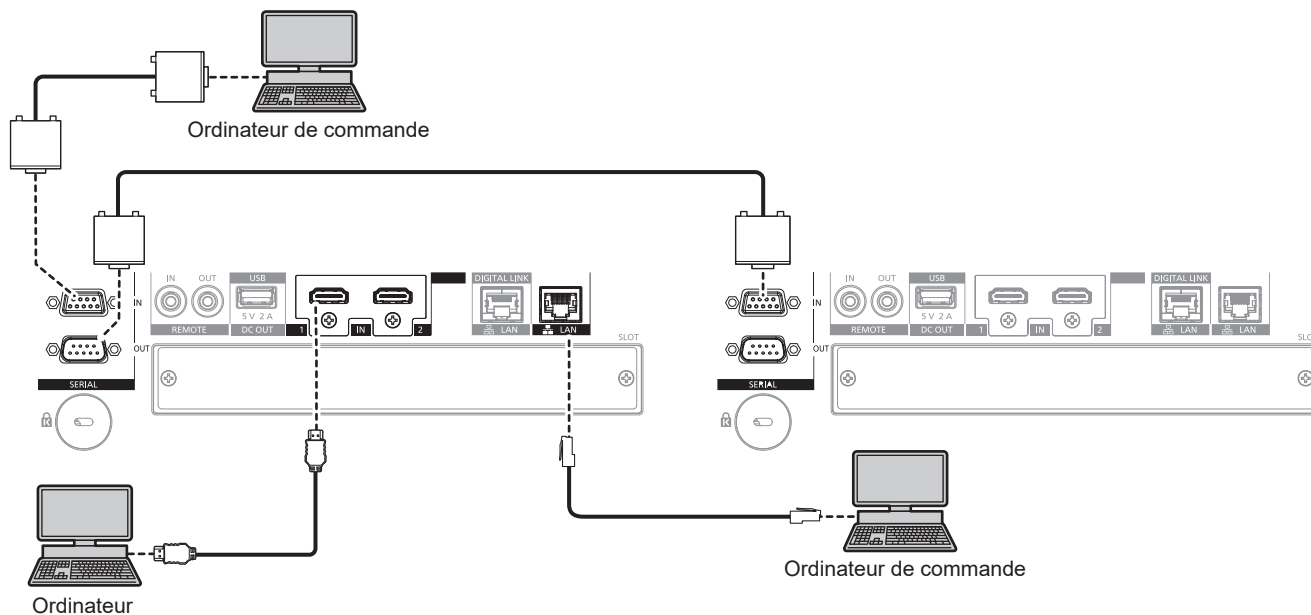 Ordinateur de commande
IN OUT
REMOTE
USB
5 V 2 A
DC OUT
1 IN 2
DIGITAL LINK
LAN
LAN
IN
OUT
SERIAL
K
SLOT
IN OUT
REMOTE
USB
5 V 2 A
DC OUT
1 IN 2
DIGITAL LINK
LAN
LAN
IN
OUT
SERIAL
K
SLO
Ordinateur de commande
Ordinateur